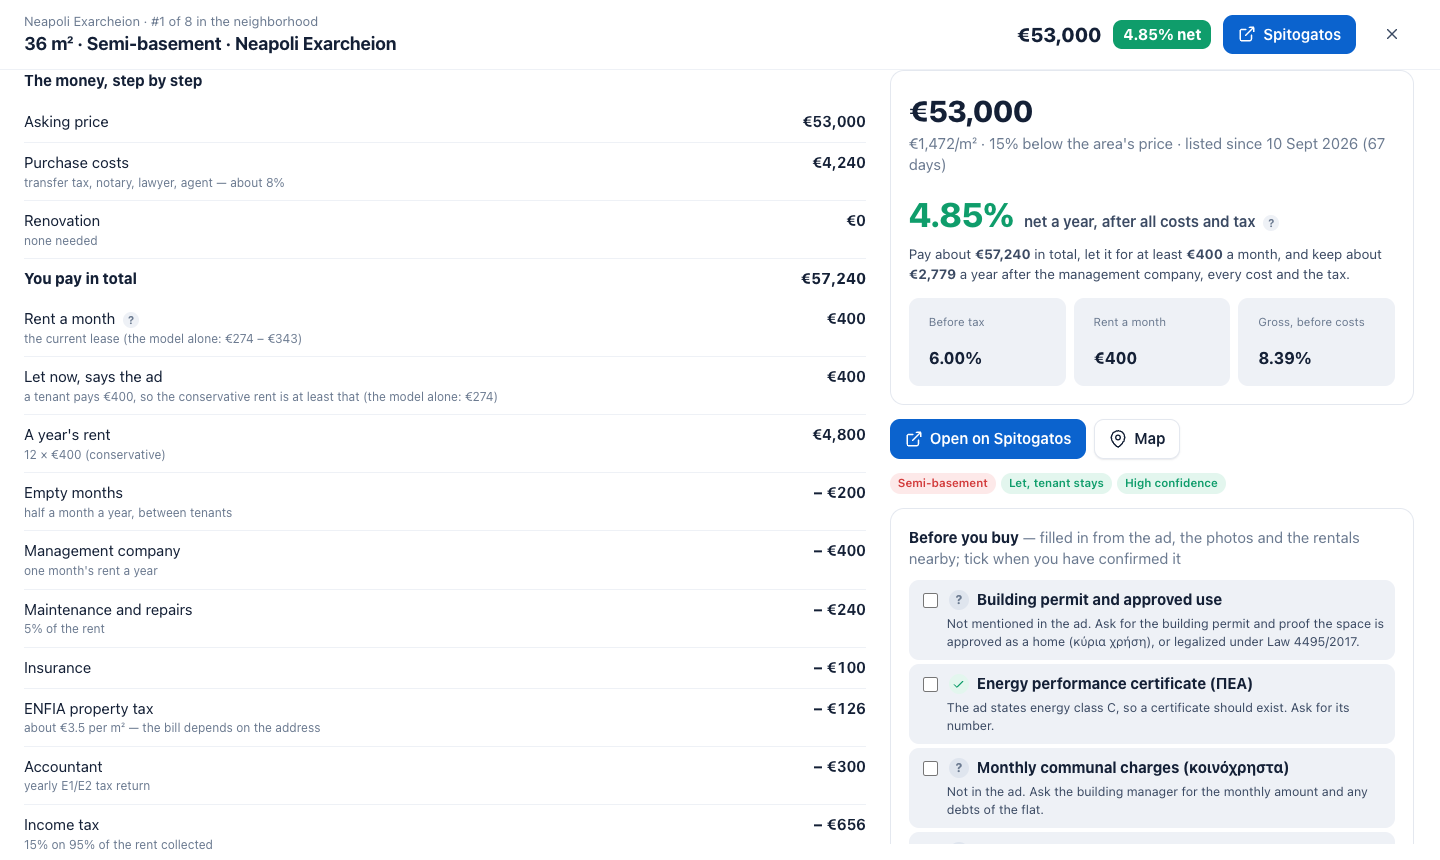 Neapoli Exarcheion · #1 of 8 in the neighborhood
36 m² · Semi-basement · Neapoli Exarcheion
€53,000
4.85% net
Spitogatos
The money, step by step
Asking price
€53,000
Purchase costs
€4,240
transfer tax, notary, lawyer, agent — about 8%
Renovation
€0
none needed
You pay in total
€57,240
Rent a month ?
€400
the current lease (the model alone: €274 – €343)
Let now, says the ad
€400
a tenant pays €400, so the conservative rent is at least that (the model alone: €274)
A year's rent
€4,800
12 × €400 (conservative)
Empty months
– €200
half a month a year, between tenants
Management company
– €400
one month's rent a year
Maintenance and repairs
– €240
5% of the rent
Insurance
– €100
ENFIA property tax
– €126
about €3.5 per m² — the bill depends on the address
Accountant
– €300
yearly E1/E2 tax return
Income tax
– €656
15% on 95% of the rent collected
€53,000
€1,472/m² · 15% below the area's price · listed since 10 Sept 2026 (67
days)
4.85% net a year, after all costs and tax ?
Pay about €57,240 in total, let it for at least €400 a month, and keep about
€2,779 a year after the management company, every cost and the tax.
Before tax
6.00%
Rent a month
€400
Gross, before costs
8.39%
Open on Spitogatos
Map
Semi-basement
Let, tenant stays
High confidence
Before you buy — filled in from the ad, the photos and the rentals
nearby; tick when you have confirmed it
? Building permit and approved use
Not mentioned in the ad. Ask for the building permit and proof the space is
approved as a home (κύρια χρήση), or legalized under Law 4495/2017.
Energy performance certificate (ΠΕΑ)
The ad states energy class C, so a certificate should exist. Ask for its
number.
? Monthly communal charges (κοινόχρηστα)
Not in the ad. Ask the building manager for the monthly amount and any
debts of the flat.